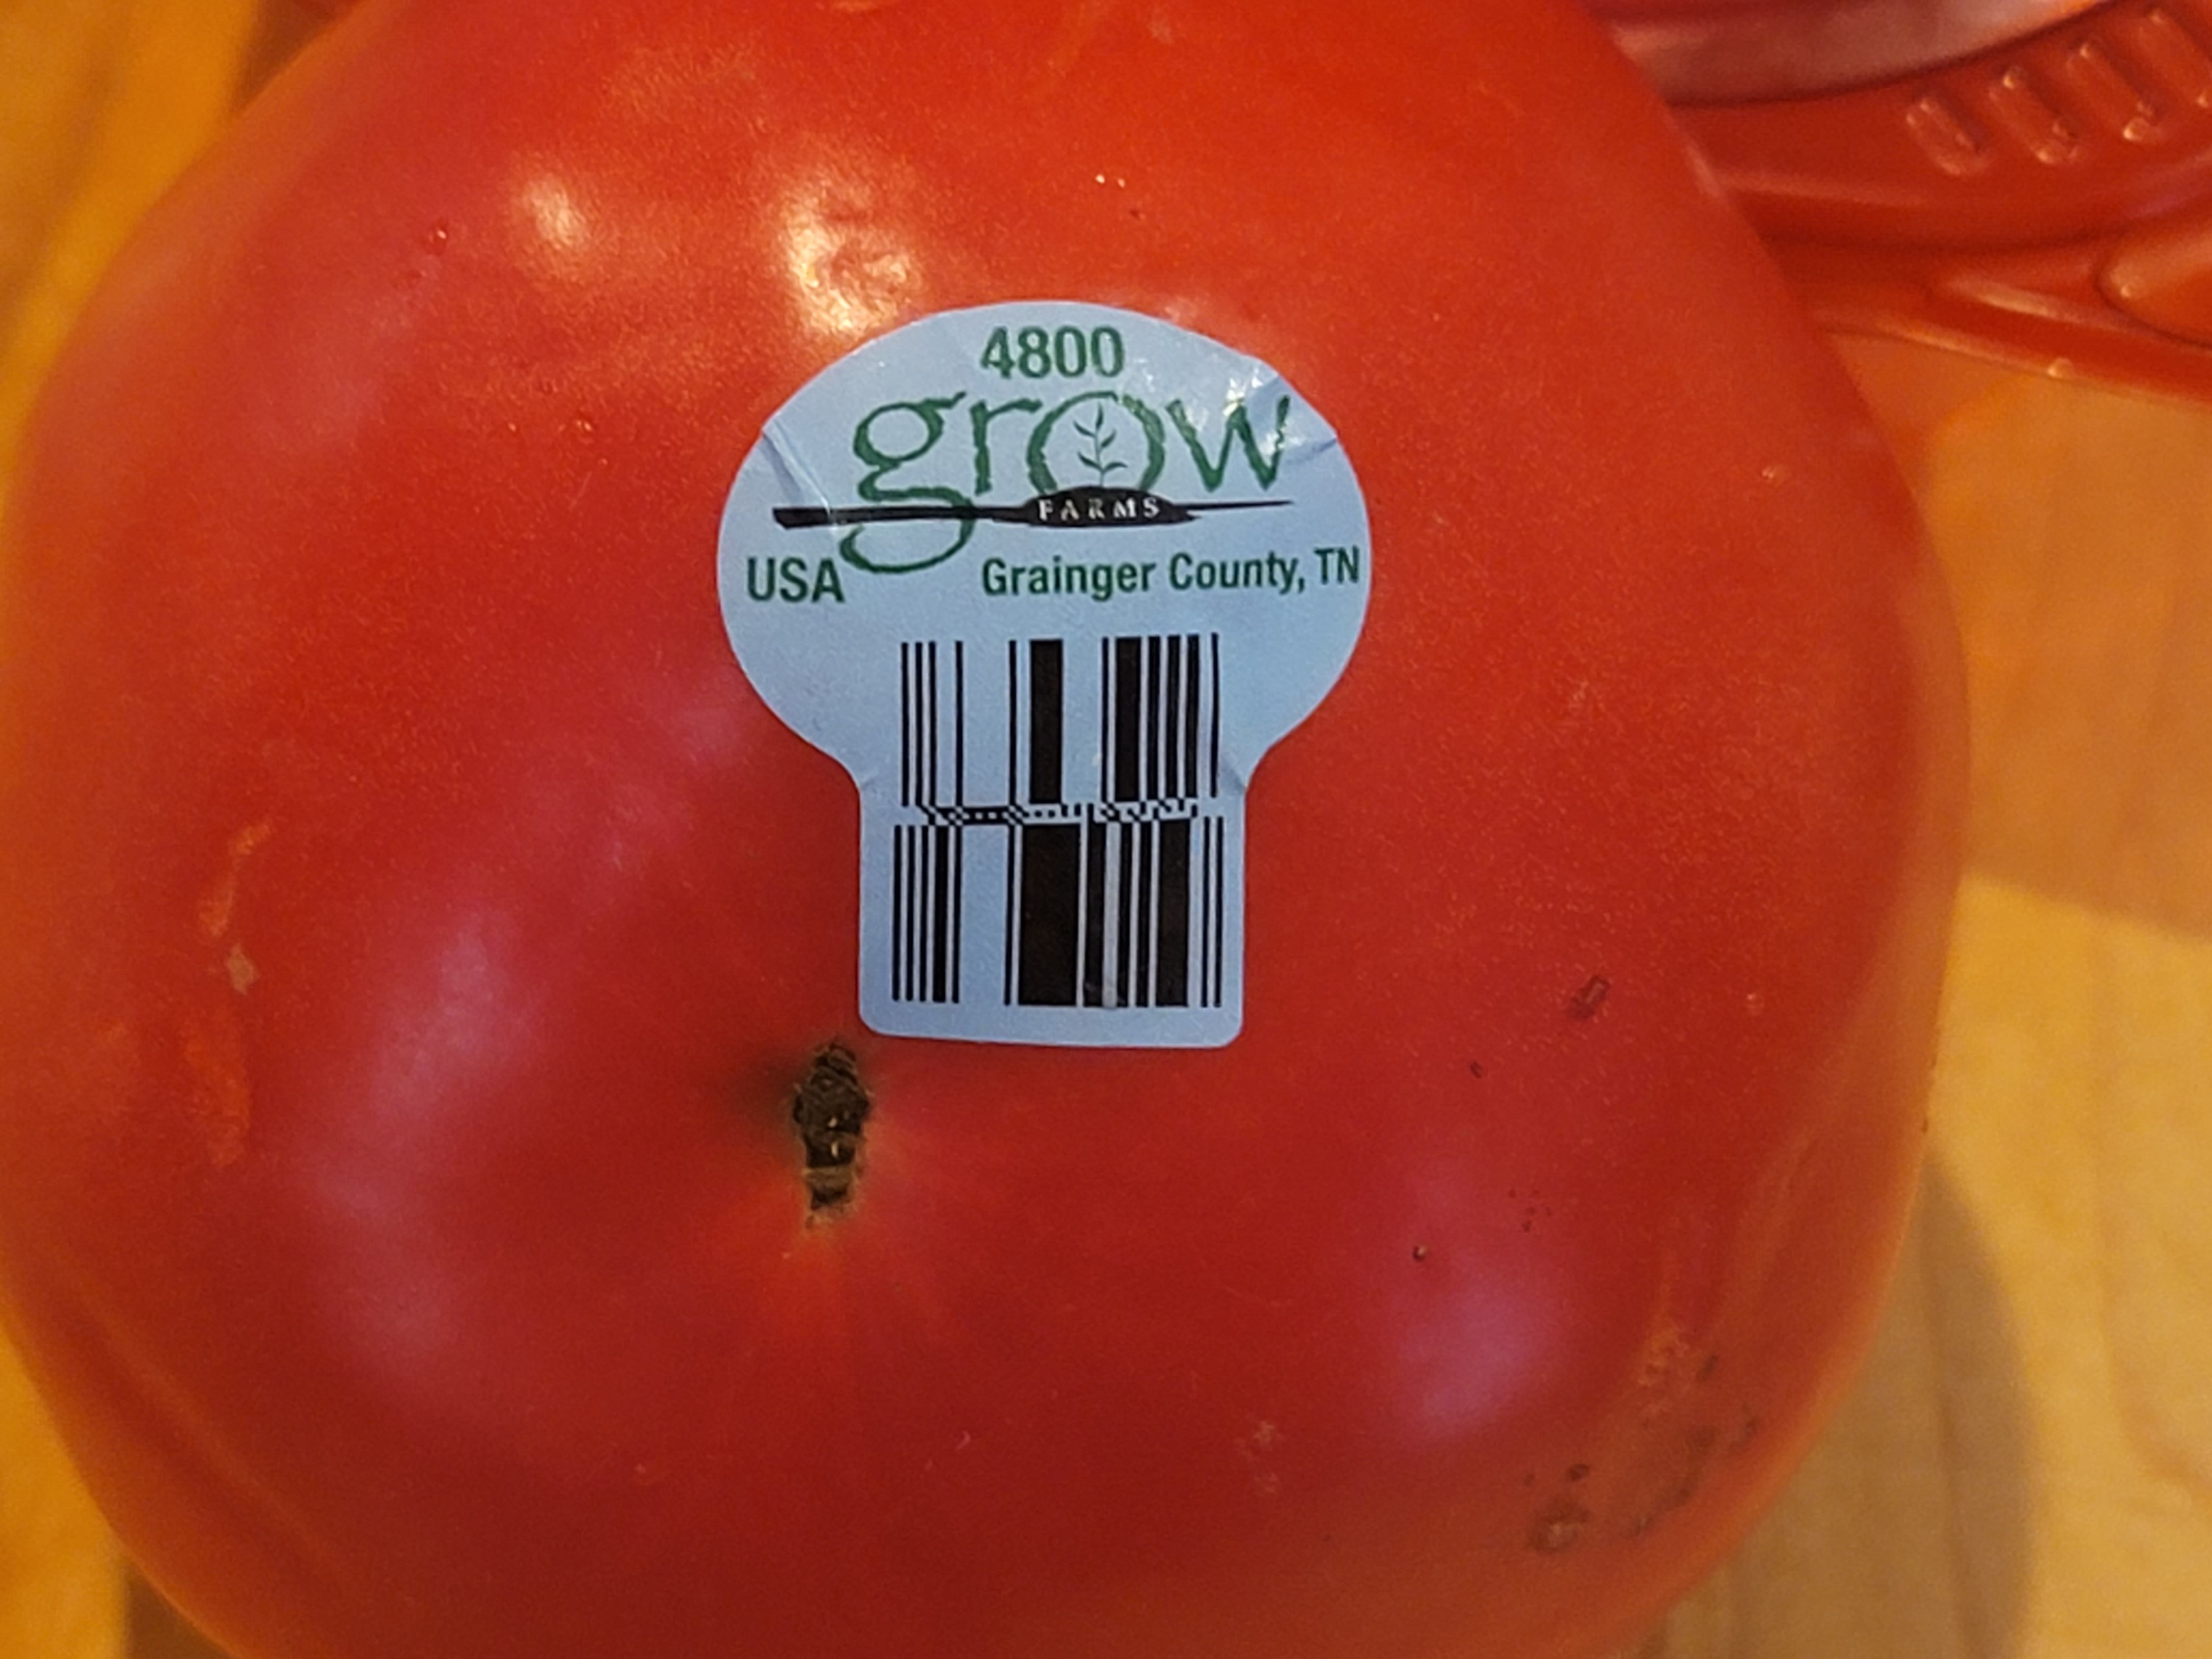 4800
grow
FARMS
USA Grainger County, TN